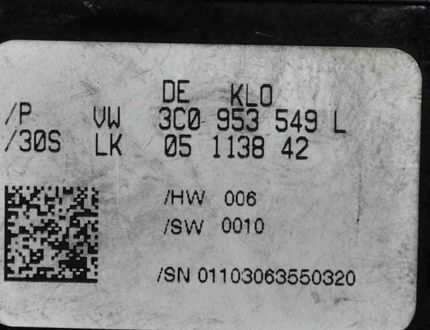 DE KLO
/P VW 3C0 953 549 L
/30S LK 05 1138 42
/HW 006
/SW 0010
/SN 01103063550320